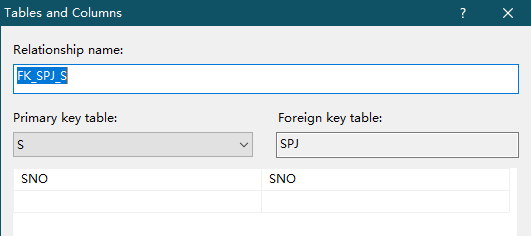 Tables and Columns ? ×
Relationship name:
FK_SPJ_S
Primary key table: Foreign key table:
S SPJ
SNO SNO